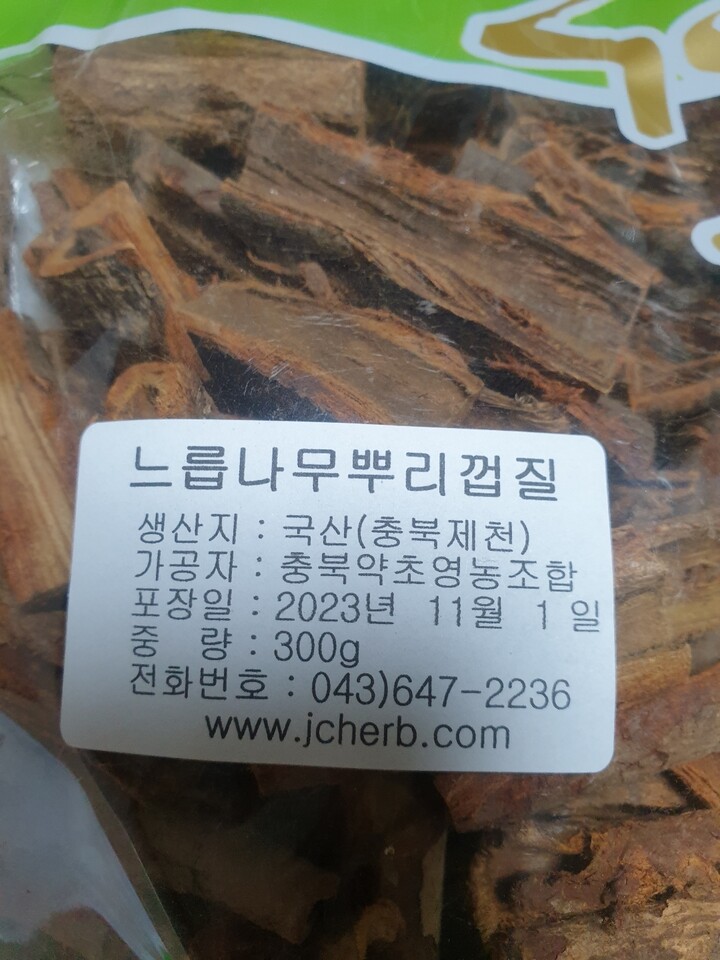 느릅나무뿌리껍질
생산지 : 국산(충북제천)
가공자 : 충북약초영농조합
포장일 : 2023년 11월 1 일
중 량 : 300g
전화번호 : 043)647-2236
www.jcherb.com